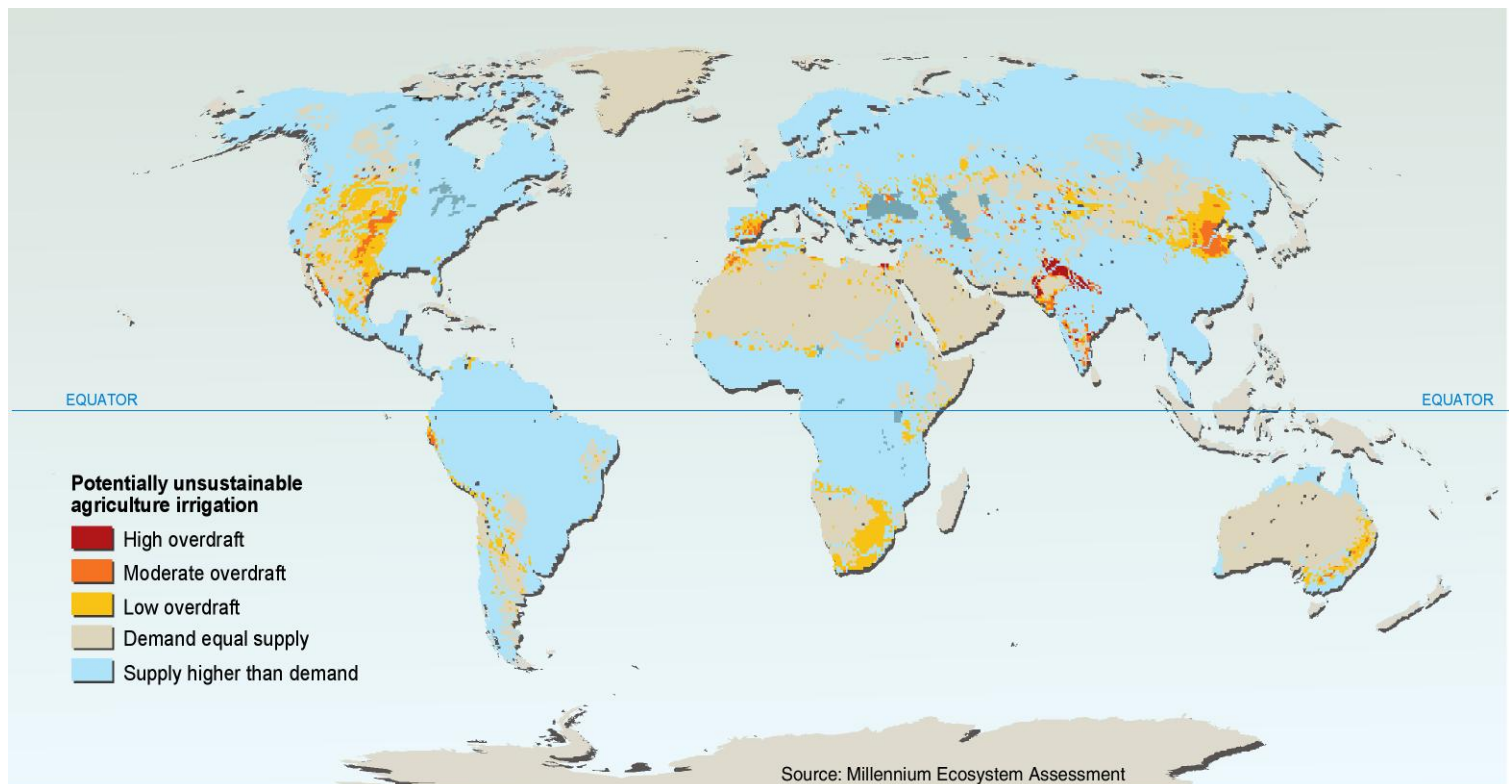 EQUATOR
EQUATOR
Potentially unsustainable
agriculture irrigation
High overdraft
Moderate overdraft
Low overdraft
Demand equal supply
Supply higher than demand
Source: Millennium Ecosystem Assessment